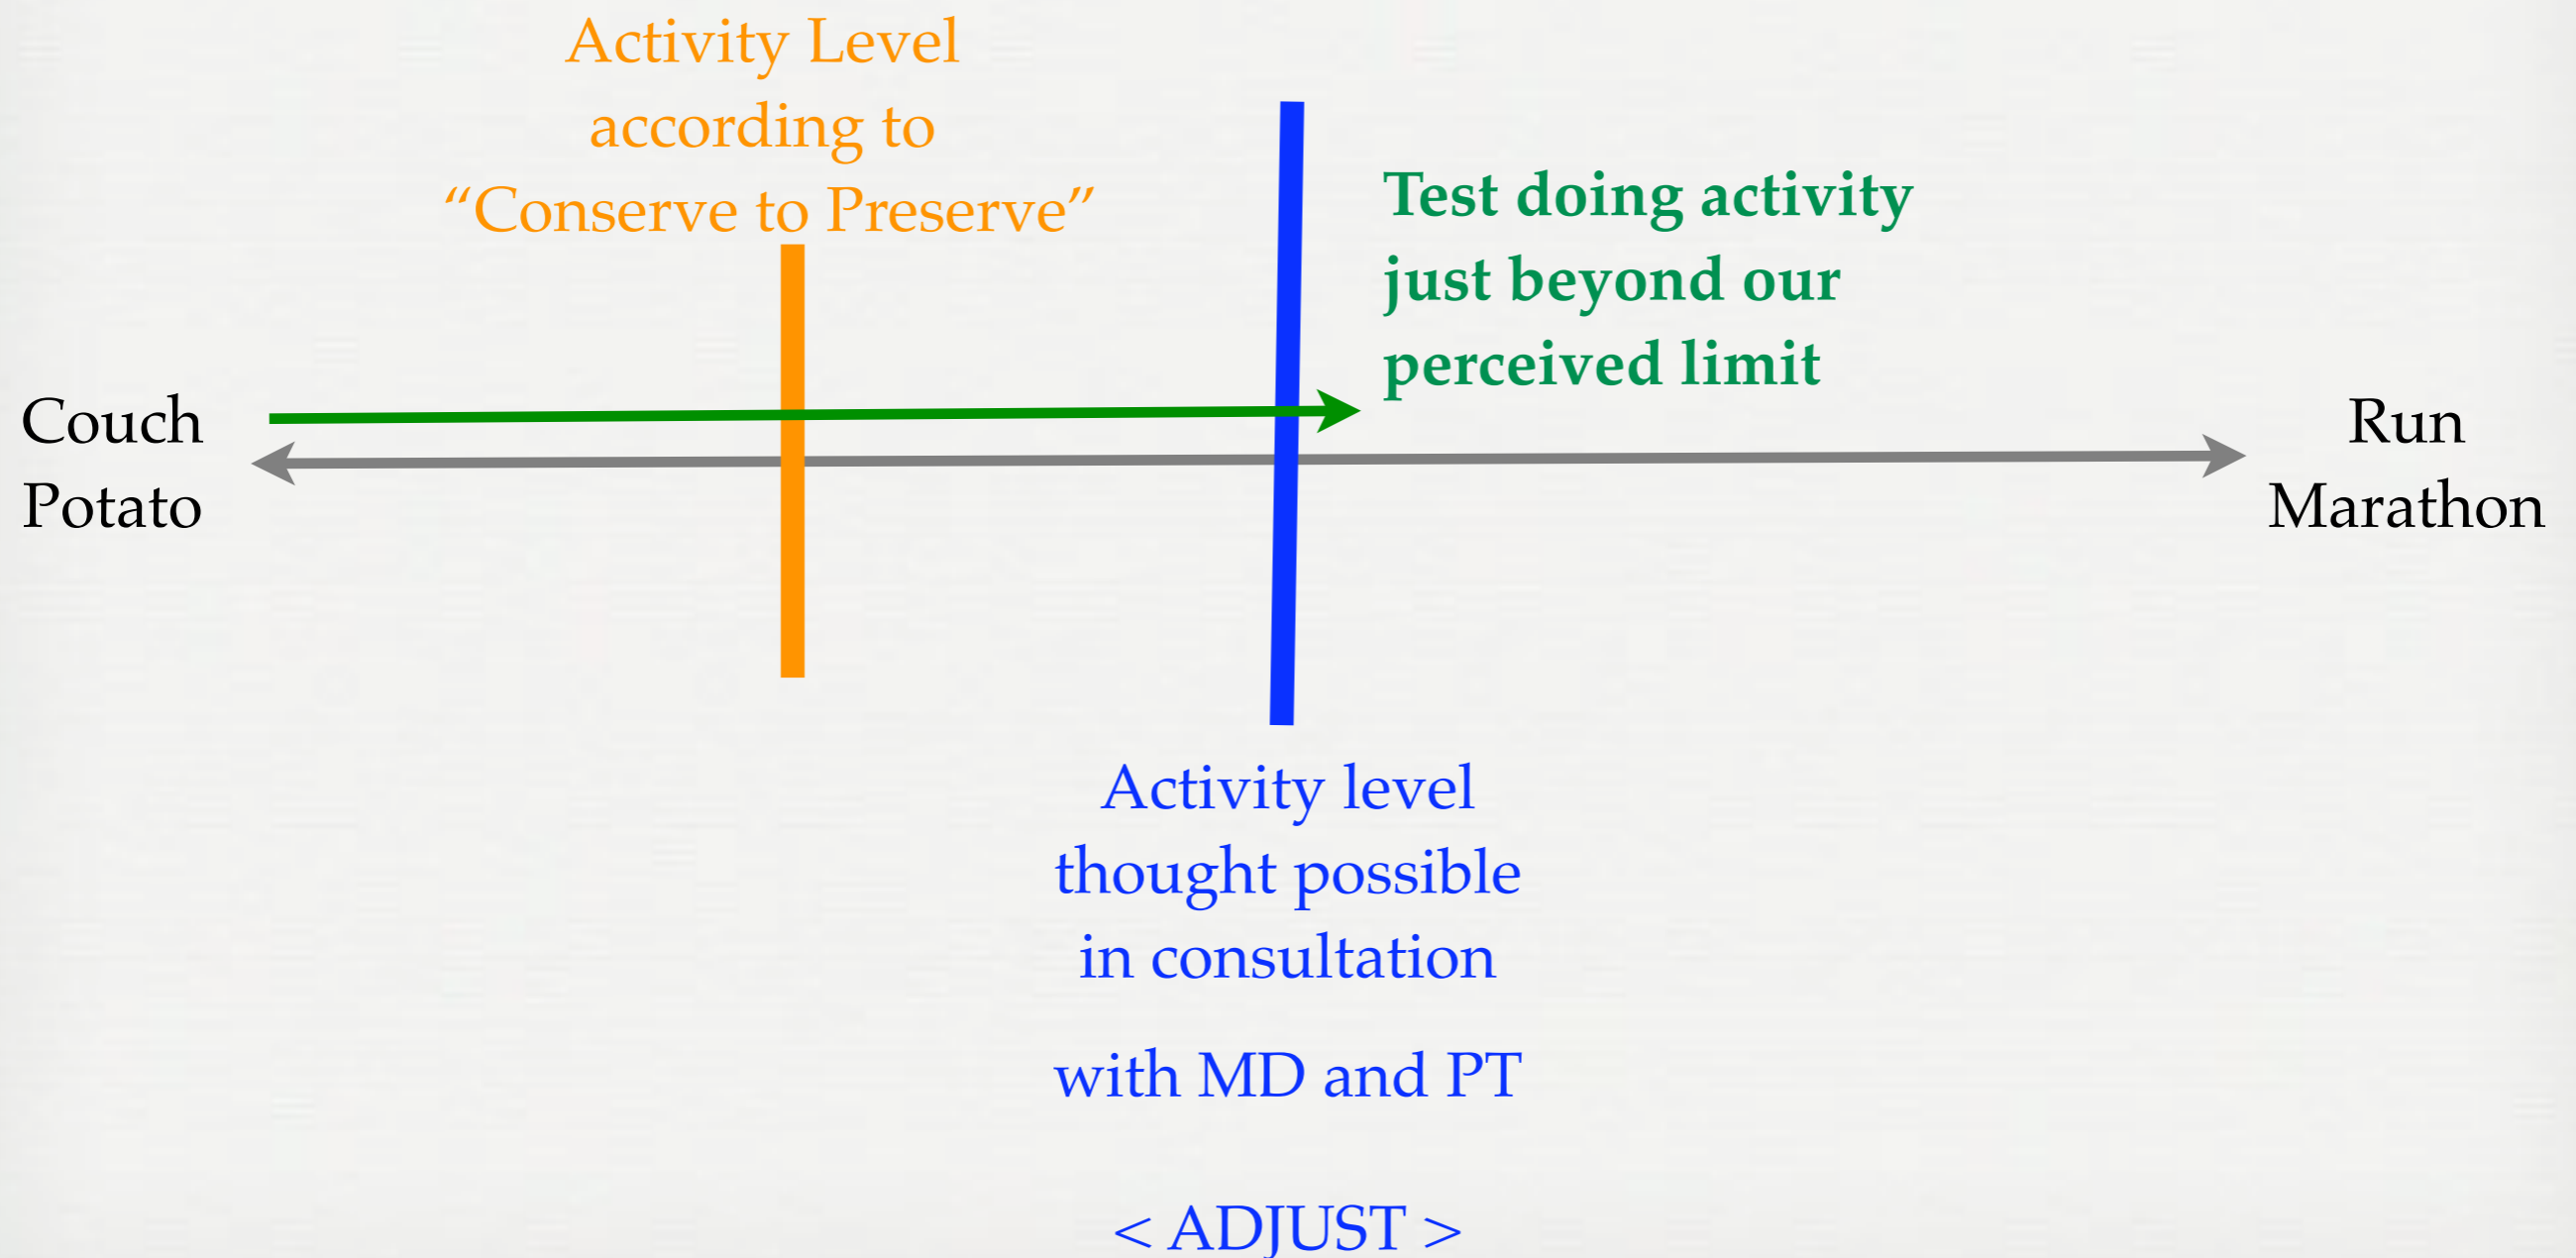 Activity Level
according to
“Conserve to Preserve”
Test doing activity
just beyond our
perceived limit
Couch
Potato
Run
Marathon
Activity level
thought possible
in consultation
with MD and PT
< ADJUST >